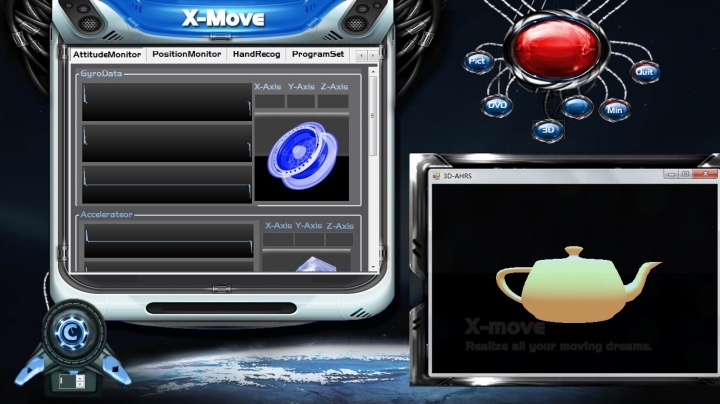 X-Move
AttitudeMonitor PositionMonitor HandRecog ProgramSet
GyroData
X-Axis Y-Axis Z-Axis
Accelerateor
X-Axis Y-Axis Z-Axis
Pict
Quit
DVD
Min
3D
3D-AHRS
X-move
Realize all your moving dreams.
C